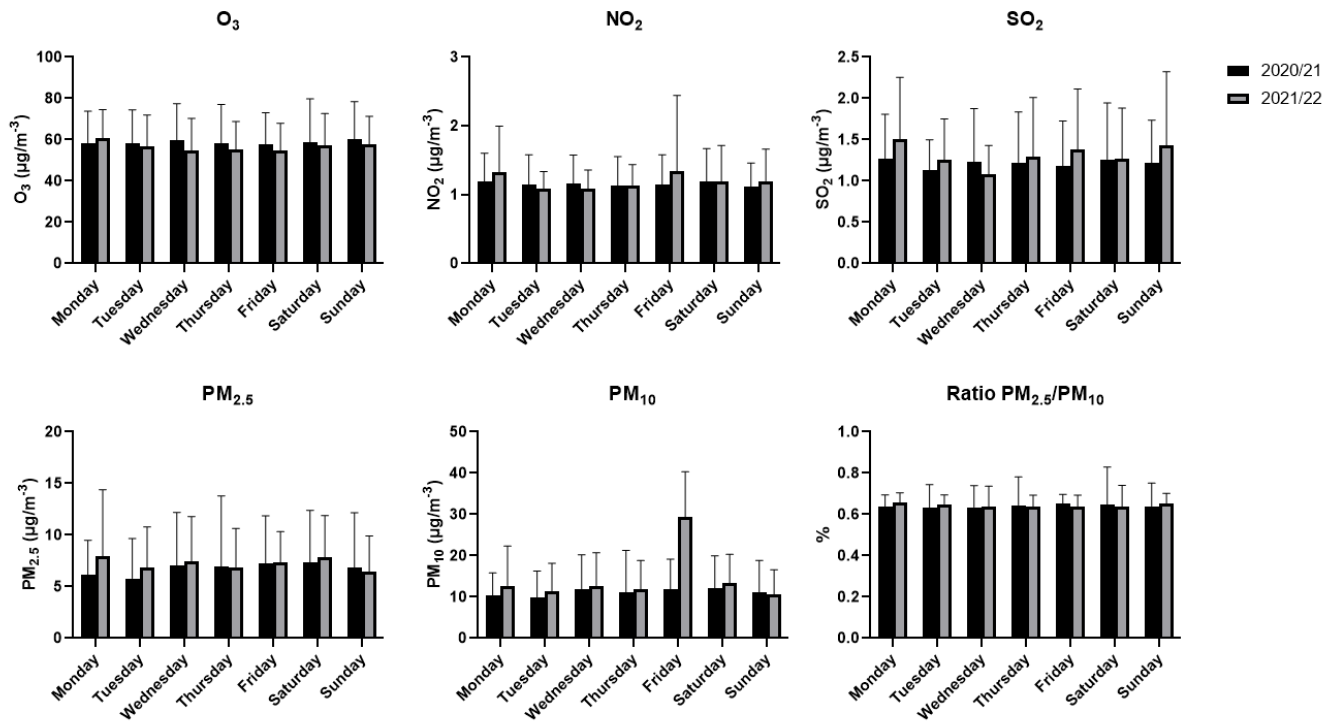 O₃
O₃ (µg/m⁻³)
100
80
60
40
20
0
Monday
Tuesday
Wednesday
Thursday
Friday
Saturday
Sunday
NO₂
NO₂ (µg/m⁻³)
3
2
1
0
Monday
Tuesday
Wednesday
Thursday
Friday
Saturday
Sunday
SO₂
SO₂ (µg/m⁻³)
2.5
2.0
1.5
1.0
0.5
0.0
Monday
Tuesday
Wednesday
Thursday
Friday
Saturday
Sunday
2020/21
2021/22
PM₂.₅
PM₂.₅ (µg/m⁻³)
20
15
10
5
0
Monday
Tuesday
Wednesday
Thursday
Friday
Saturday
Sunday
PM₁₀
PM₁₀ (µg/m⁻³)
50
40
30
20
10
0
Monday
Tuesday
Wednesday
Thursday
Friday
Saturday
Sunday
Ratio PM₂.₅/PM₁₀
%
1.0
0.8
0.6
0.4
0.2
0.0
Monday
Tuesday
Wednesday
Thursday
Friday
Saturday
Sunday